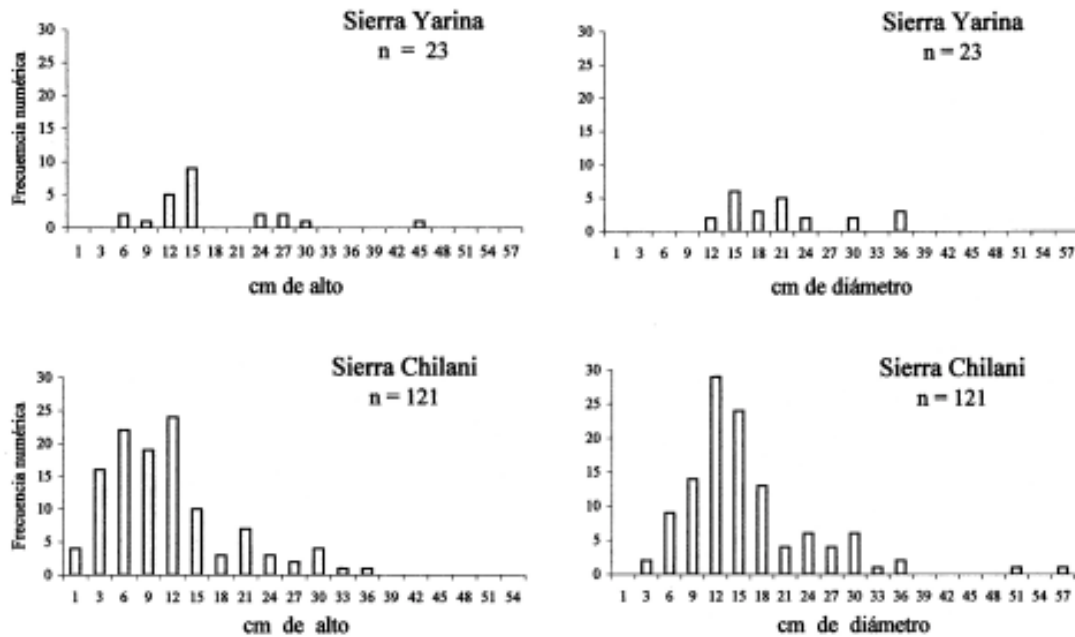 Sierra Yarina
n = 23
Frecuencia numérica
30
25
20
15
10
5
0
1 3 6 9 12 15 18 21 24 27 30 33 36 39 42 45 48 51 54 57
cm de alto
Sierra Yarina
n = 23
30
25
20
15
10
5
0
1 3 6 9 12 15 18 21 24 27 30 33 36 39 42 45 48 51 54 57
cm de diámetro
Sierra Chilani
n = 121
Frecuencia numérica
30
25
20
15
10
5
0
1 3 6 9 12 15 18 21 24 27 30 33 36 39 42 45 48 51 54
cm de alto
Sierra Chilani
n = 121
30
25
20
15
10
5
0
1 3 6 9 12 15 18 21 24 27 30 33 36 39 42 45 48 51 54 57
cm de diámetro